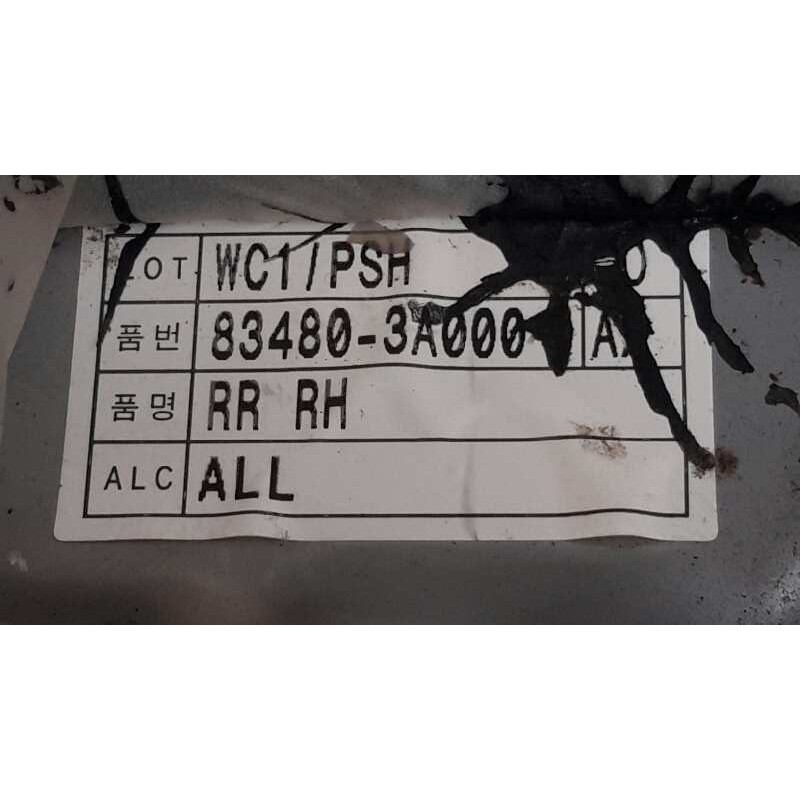 LOT WC1/PSH
품번 83480-3A000
품명 RR RH
ALC ALL